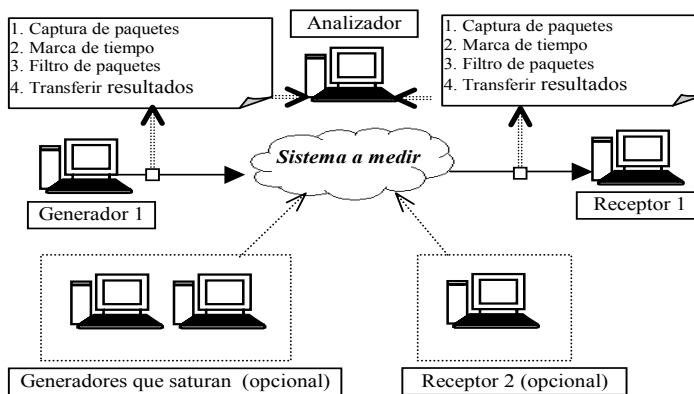 1. Captura de paquetes
2. Marca de tiempo
3. Filtro de paquetes
4. Transferir resultados
Analizador
1. Captura de paquetes
2. Marca de tiempo
3. Filtro de paquetes
4. Transferir resultados
Sistema a medir
Generador 1
Receptor 1
Generadores que saturan (opcional)
Receptor 2 (opcional)